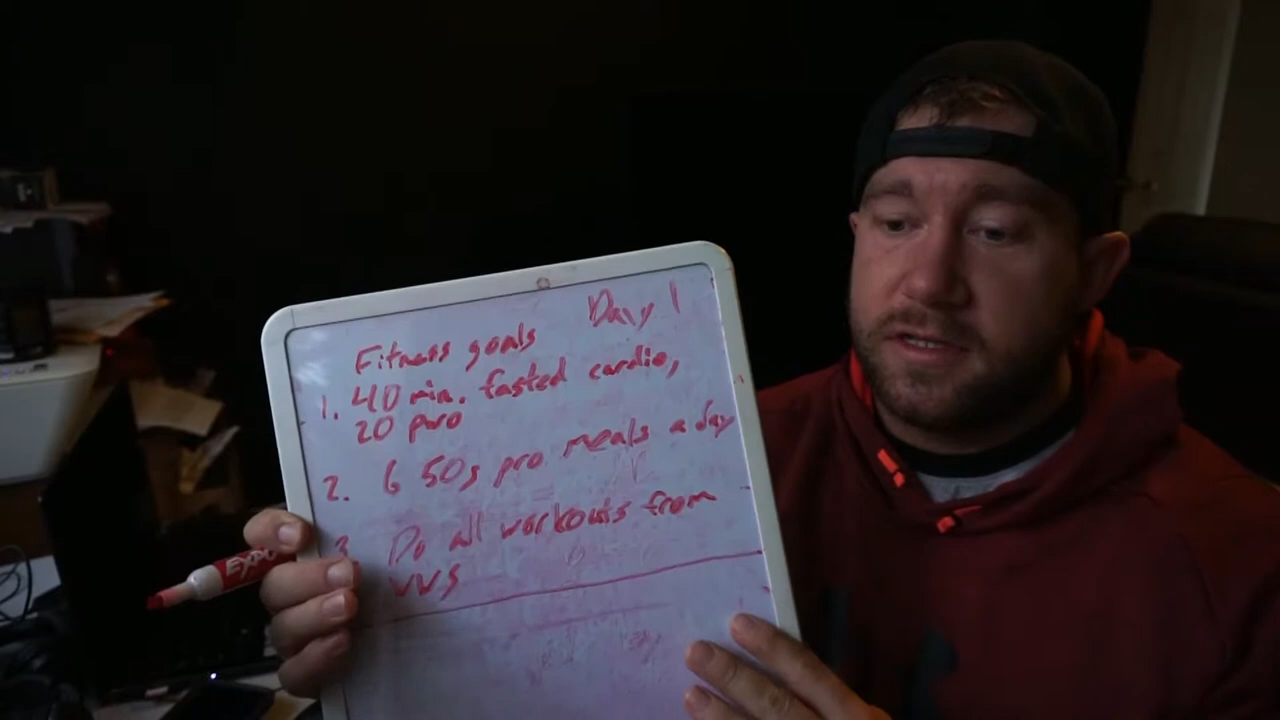 Fitness goals Day 1
1. 40 min. fasted cardio,
20 pro
2. 6 50g pro meals a day
3 Do all workouts from
VVS
EXPO